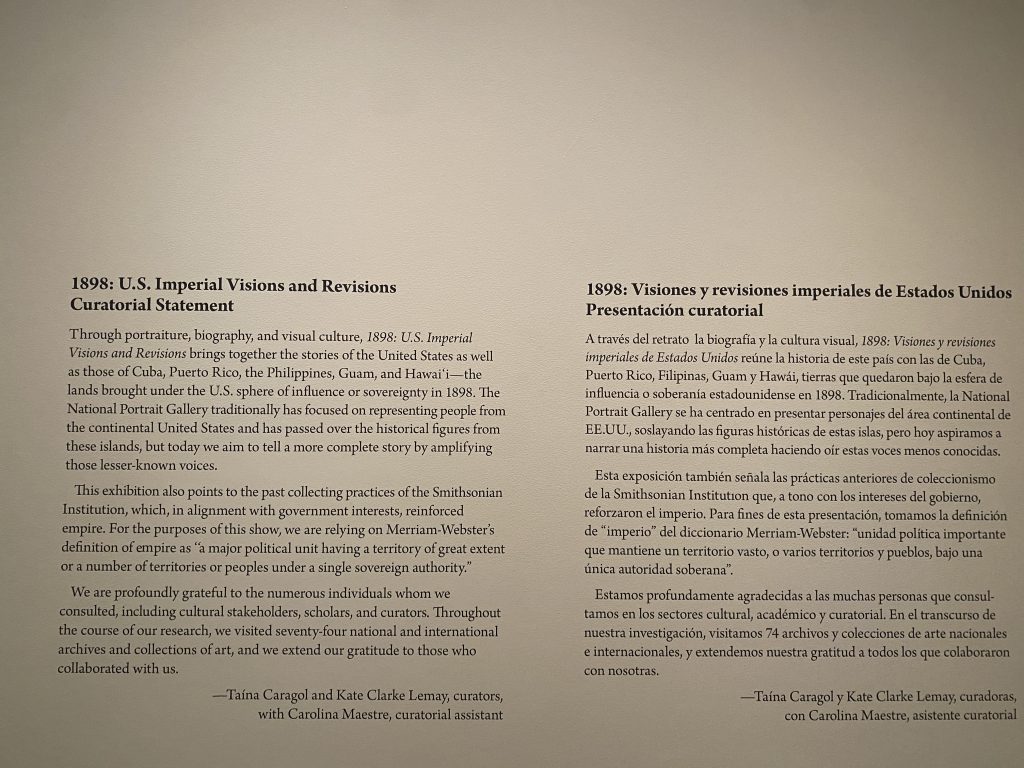 1898: U.S. Imperial Visions and Revisions
Curatorial Statement
Through portraiture, biography, and visual culture, 1898: U.S. Imperial
Visions and Revisions brings together the stories of the United States as well
as those of Cuba, Puerto Rico, the Philippines, Guam, and Hawai‘i—the
lands brought under the U.S. sphere of influence or sovereignty in 1898. The
National Portrait Gallery traditionally has focused on representing people from
the continental United States and has passed over the historical figures from
these islands, but today we aim to tell a more complete story by amplifying
those lesser-known voices.
This exhibition also points to the past collecting practices of the Smithsonian
Institution, which, in alignment with government interests, reinforced
empire. For the purposes of this show, we are relying on Merriam-Webster’s
definition of empire as “a major political unit having a territory of great extent
or a number of territories or peoples under a single sovereign authority.”
We are profoundly grateful to the numerous individuals whom we
consulted, including cultural stakeholders, scholars, and curators. Throughout
the course of our research, we visited seventy-four national and international
archives and collections of art, and we extend our gratitude to those who
collaborated with us.
—Taína Caragol and Kate Clarke Lemay, curators,
with Carolina Maestre, curatorial assistant
1898: Visiones y revisiones imperiales de Estados Unidos
Presentación curatorial
A través del retrato la biografía y la cultura visual, 1898: Visiones y revisiones
imperiales de Estados Unidos reúne la historia de este país con las de Cuba,
Puerto Rico, Filipinas, Guam y Hawái, tierras que quedaron bajo la esfera de
influencia o soberanía estadounidense en 1898. Tradicionalmente, la National
Portrait Gallery se ha centrado en presentar personajes del área continental de
EE.UU., soslayando las figuras históricas de estas islas, pero hoy aspiramos a
narrar una historia más completa haciendo oír estas voces menos conocidas.
Esta exposición también señala las prácticas anteriores de coleccionismo
de la Smithsonian Institution que, a tono con los intereses del gobierno,
reforzaron el imperio. Para fines de esta presentación, tomamos la definición
de “imperio” del diccionario Merriam-Webster: “unidad política importante
que mantiene un territorio vasto, o varios territorios y pueblos, bajo una
única autoridad soberana”.
Estamos profundamente agradecidas a las muchas personas que consul-
tamos en los sectores cultural, académico y curatorial. En el transcurso de
nuestra investigación, visitamos 74 archivos y colecciones de arte nacionales
e internacionales, y extendemos nuestra gratitud a todos los que colaboraron
con nosotras.
—Taína Caragol y Kate Clarke Lemay, curadoras,
con Carolina Maestre, asistente curatorial